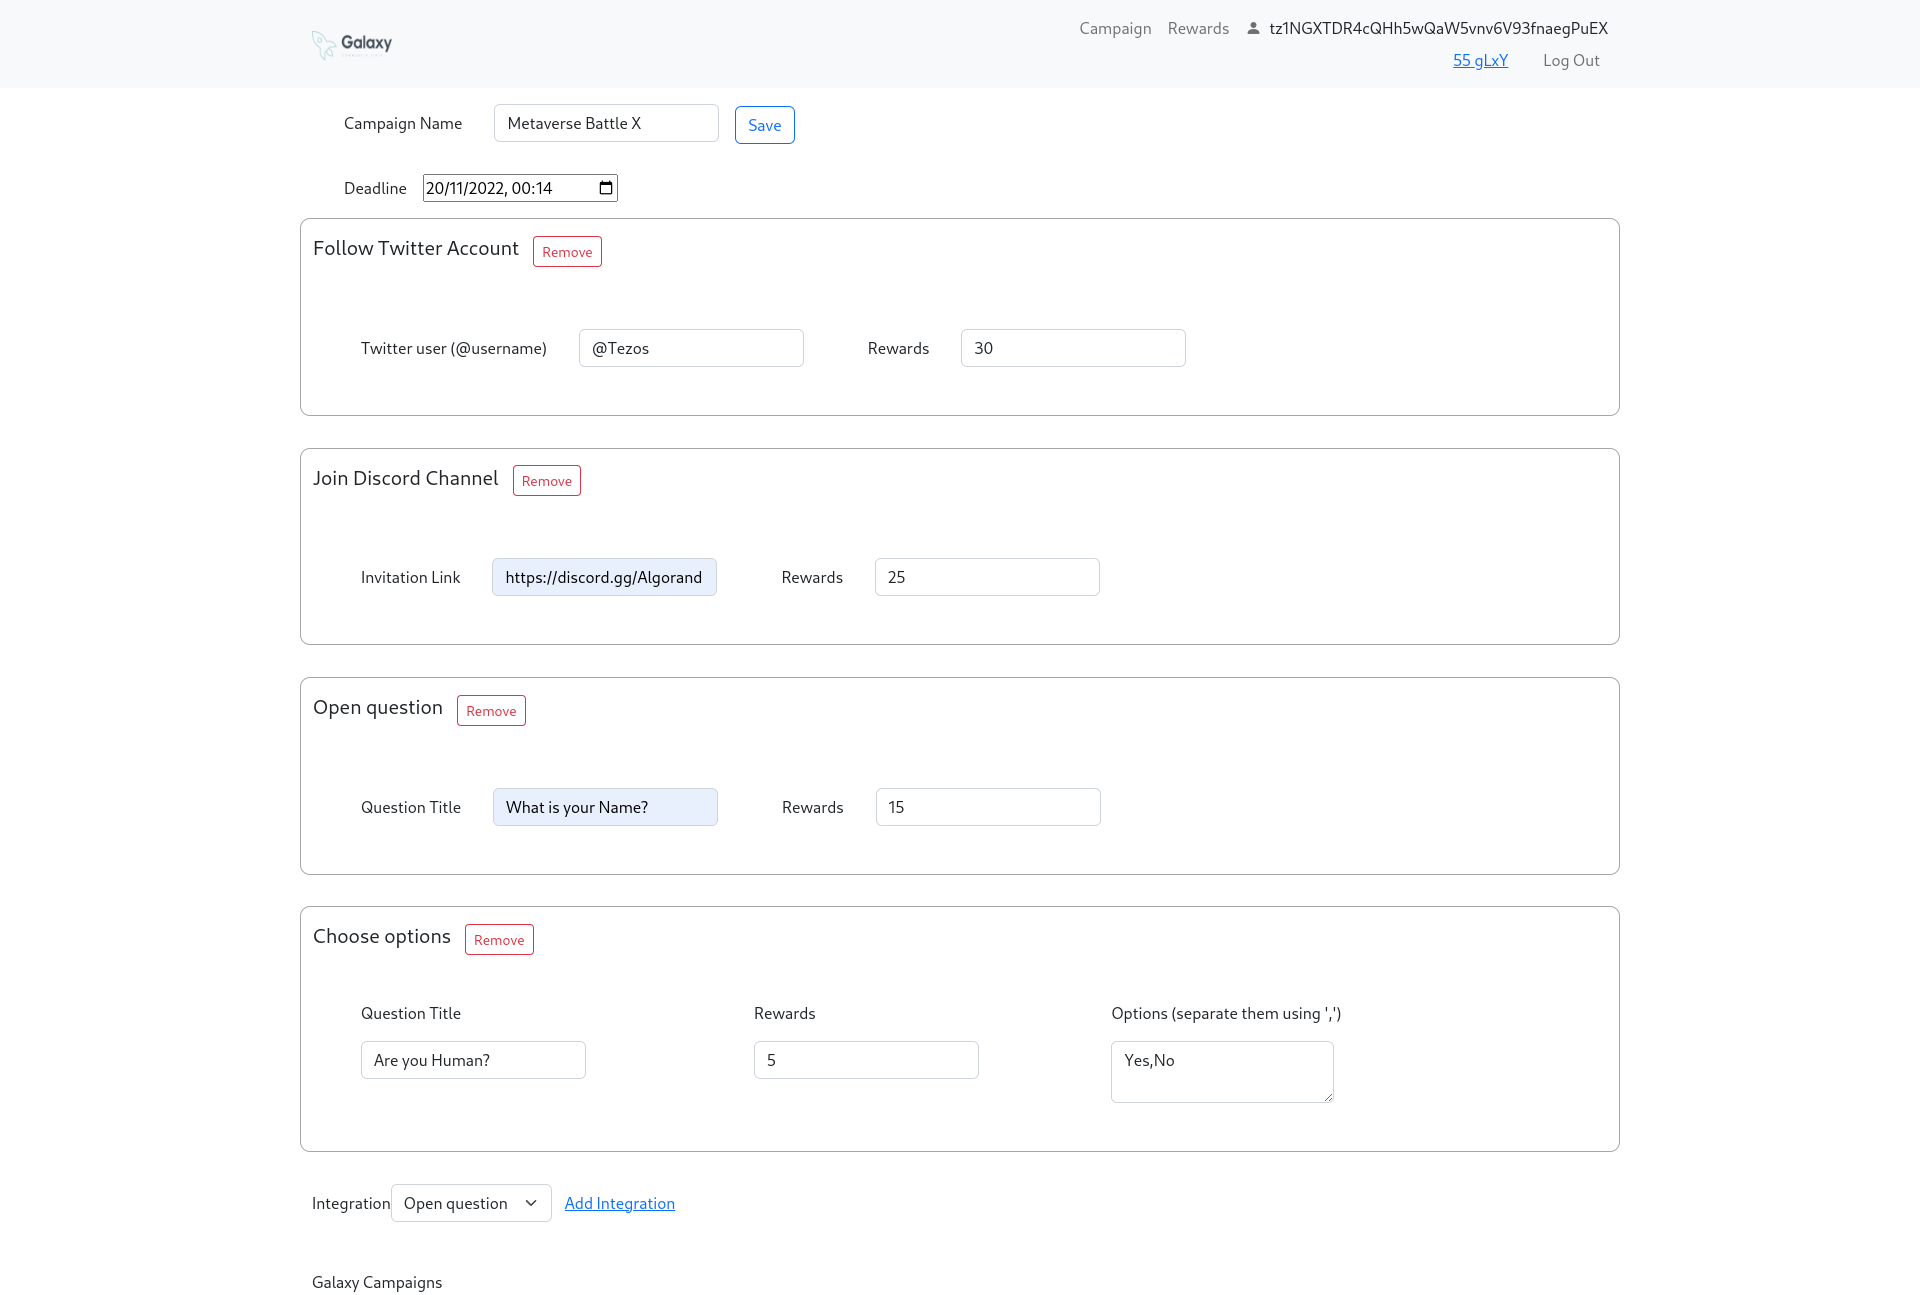 Galaxy
Campaign Rewards tz1NGXTDR4cQHh5wQaW5vnv6V93fnaegPuEX
55 gLxY Log Out
Campaign Name Metaverse Battle X Save
Deadline 20/11/2022, 00:14
Follow Twitter Account Remove
Twitter user (@username) @Tezos Rewards 30
Join Discord Channel Remove
Invitation Link https://discord.gg/Algorand Rewards 25
Open question Remove
Question Title What is your Name? Rewards 15
Choose options Remove
Question Title Rewards Options (separate them using ',')
Are you Human? 5 Yes,No
Integration Open question Add Integration
Galaxy Campaigns